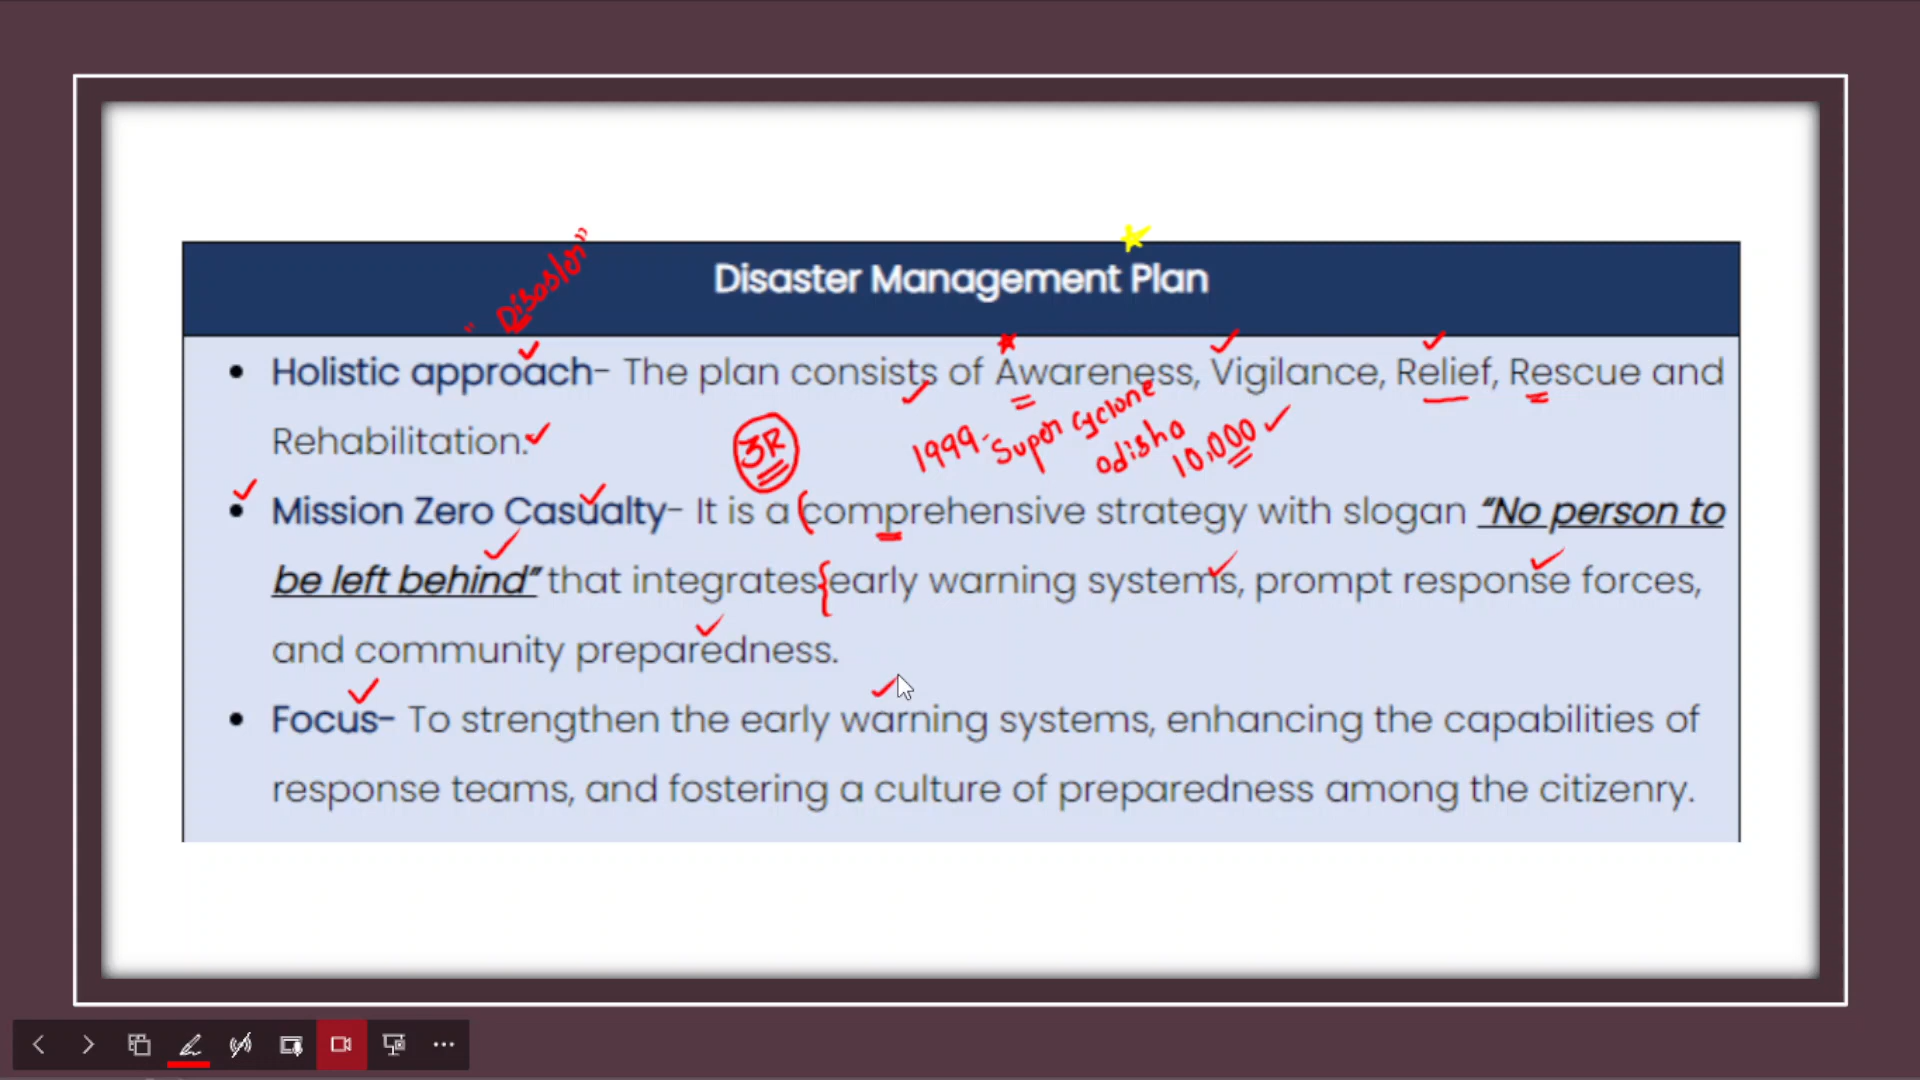 Disaster Management Plan
" Disaster"
• Holistic approach- The plan consists of Awareness, Vigilance, Relief, Rescue and
Rehabilitation.
3R
1999- Super cyclone
odisha
10,000
• Mission Zero Casualty- It is a comprehensive strategy with slogan "No person to
be left behind" that integrates early warning systems, prompt response forces,
and community preparedness.
• Focus- To strengthen the early warning systems, enhancing the capabilities of
response teams, and fostering a culture of preparedness among the citizenry.